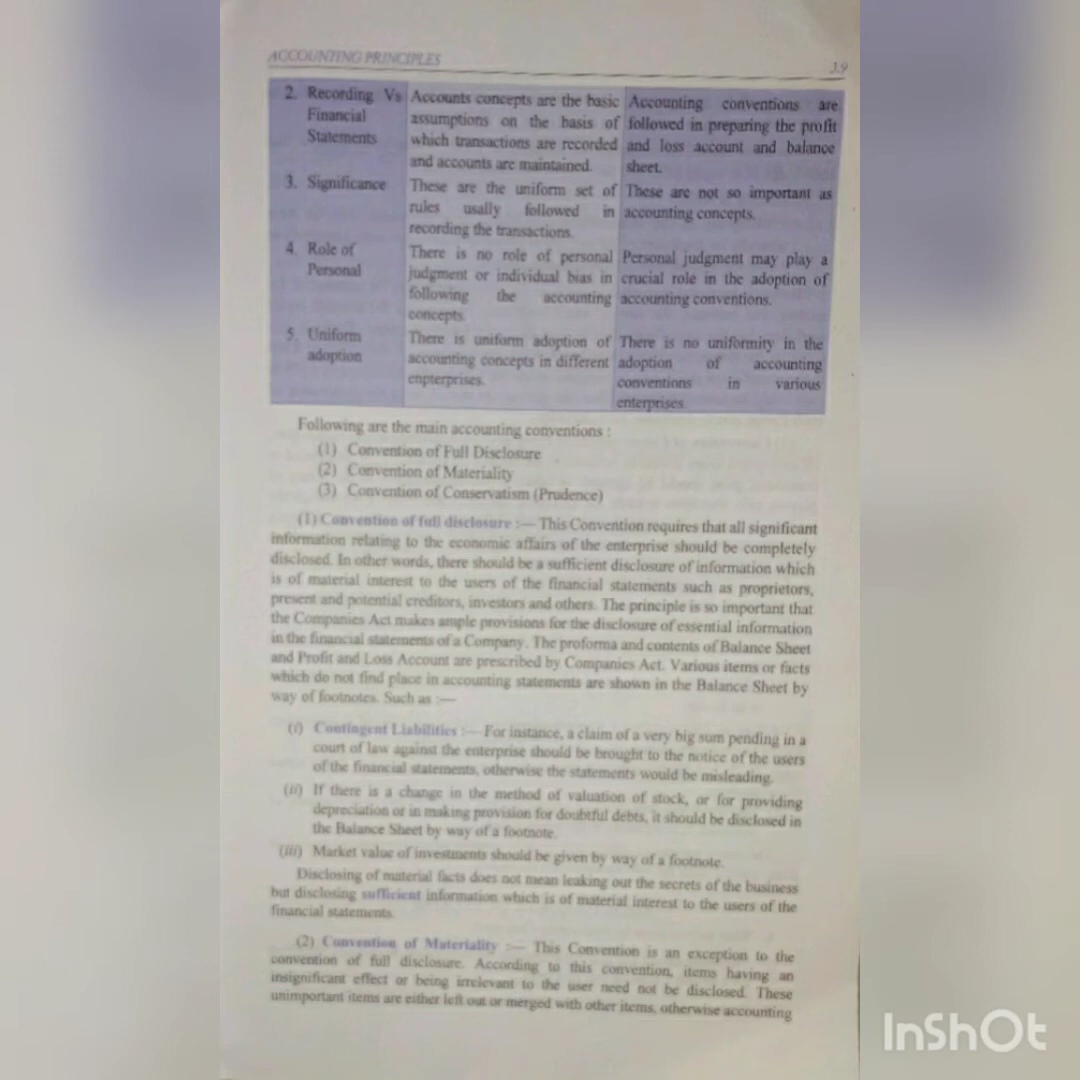 ACCOUNTING PRINCIPLES
3.9
2. Recording Vs Financial Statements
Accounts concepts are the basic
assumptions on the basis of
which transactions are recorded
and accounts are maintained.
Accounting conventions are
followed in preparing the profit
and loss account and balance
sheet.
3. Significance
These are the uniform set of
rules usally followed in
recording the transactions.
These are not so important as
accounting concepts.
4. Role of
Personal
There is no role of personal
judgment or individual bias in
following the accounting
concepts.
Personal judgment may play a
crucial role in the adoption of
accounting conventions.
5. Uniform
adoption
There is uniform adoption of
accounting concepts in different
enpterprises.
There is no uniformity in the
adoption of accounting
conventions in various
enterprises.
Following are the main accounting conventions :
(1) Convention of Full Disclosure
(2) Convention of Materiality
(3) Convention of Conservatism (Prudence)
(1) Convention of full disclosure :— This Convention requires that all significant
information relating to the economic affairs of the enterprise should be completely
disclosed. In other words, there should be a sufficient disclosure of information which
is of material interest to the users of the financial statements such as proprietors,
present and potential creditors, investors and others. The principle is so important that
the Companies Act makes ample provisions for the disclosure of essential information
in the financial statements of a Company. The proforma and contents of Balance Sheet
and Profit and Loss Account are prescribed by Companies Act. Various items or facts
which do not find place in accounting statements are shown in the Balance Sheet by
way of footnotes. Such as :—
(i) Contingent Liabilities :— For instance, a claim of a very big sum pending in a
court of law against the enterprise should be brought to the notice of the users
of the financial statements, otherwise the statements would be misleading.
(ii) If there is a change in the method of valuation of stock, or for providing
depreciation or in making provision for doubtful debts, it should be disclosed in
the Balance Sheet by way of a footnote.
(iii) Market value of investments should be given by way of a footnote.
Disclosing of material facts does not mean leaking out the secrets of the business
but disclosing sufficient information which is of material interest to the users of the
financial statements.
(2) Convention of Materiality :— This Convention is an exception to the
convention of full disclosure. According to this convention, items having an
insignificant effect or being irrelevant to the user need not be disclosed. These
unimportant items are either left out or merged with other items, otherwise accounting
InShOt